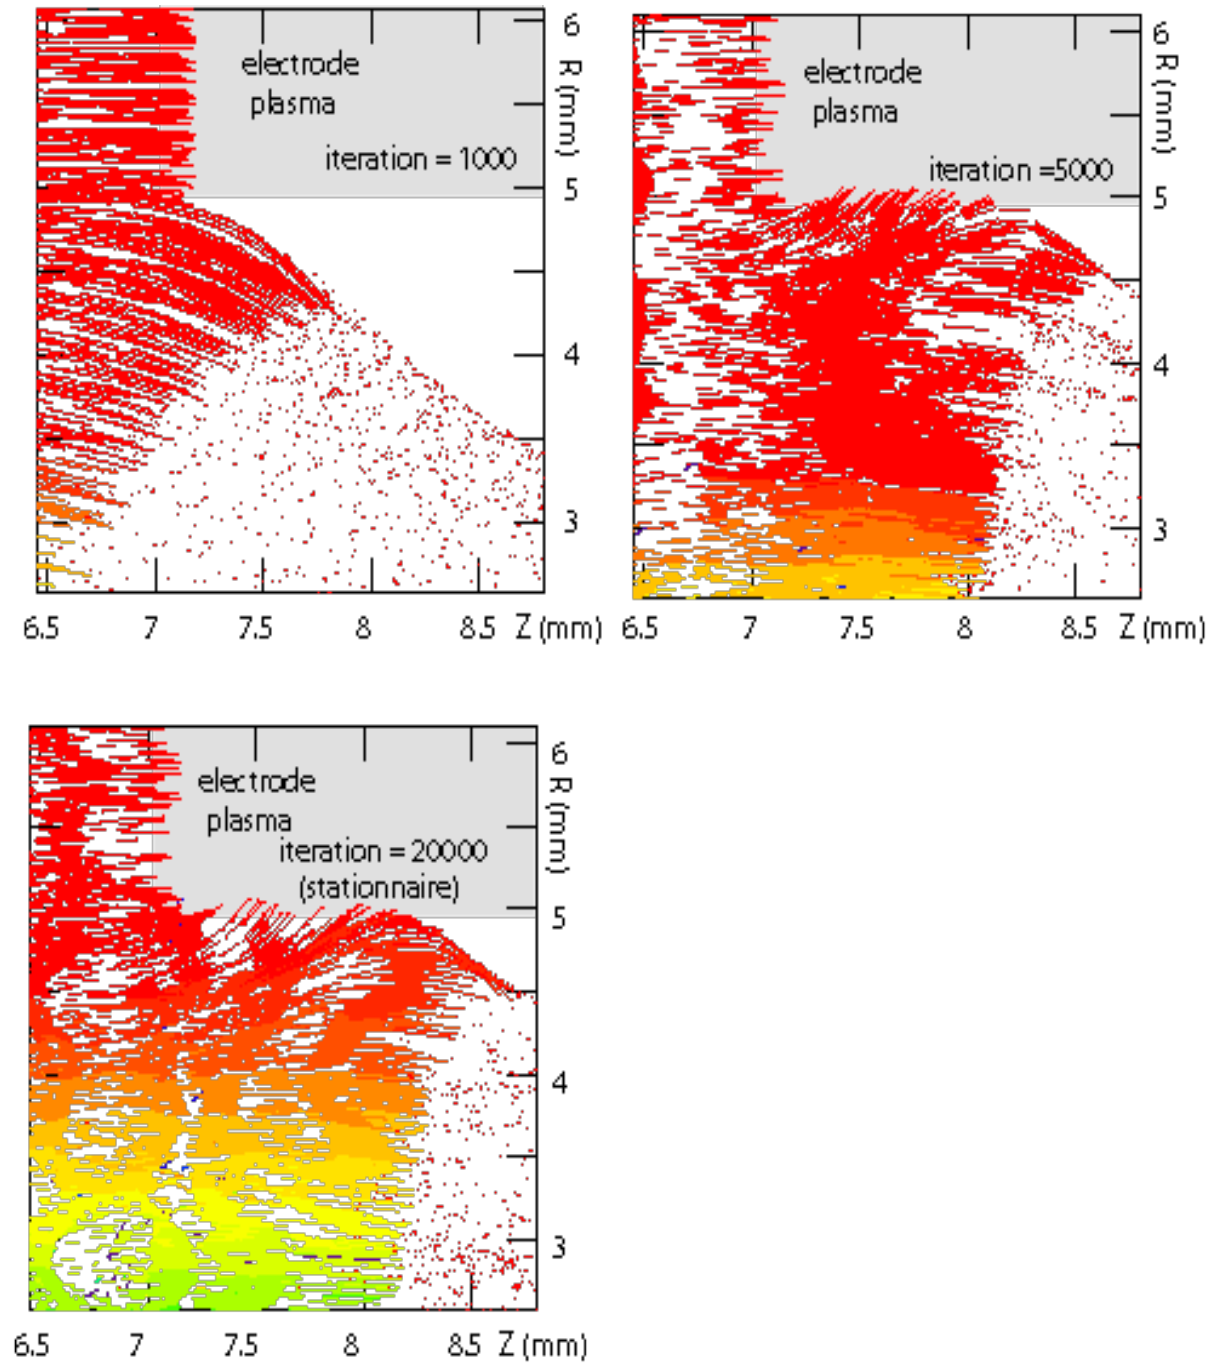 electrode
plasma
iteration = 1000
6
R (mm)
5
4
3
6.5 7 7.5 8 8.5 Z (mm)
electrode
plasma
iteration =5000
6
R (mm)
5
4
3
6.5 7 7.5 8 8.5 Z (mm)
electrode
plasma
iteration = 20000
(stationnaire)
6
R (mm)
5
4
3
6.5 7 7.5 8 8.5 Z (mm)